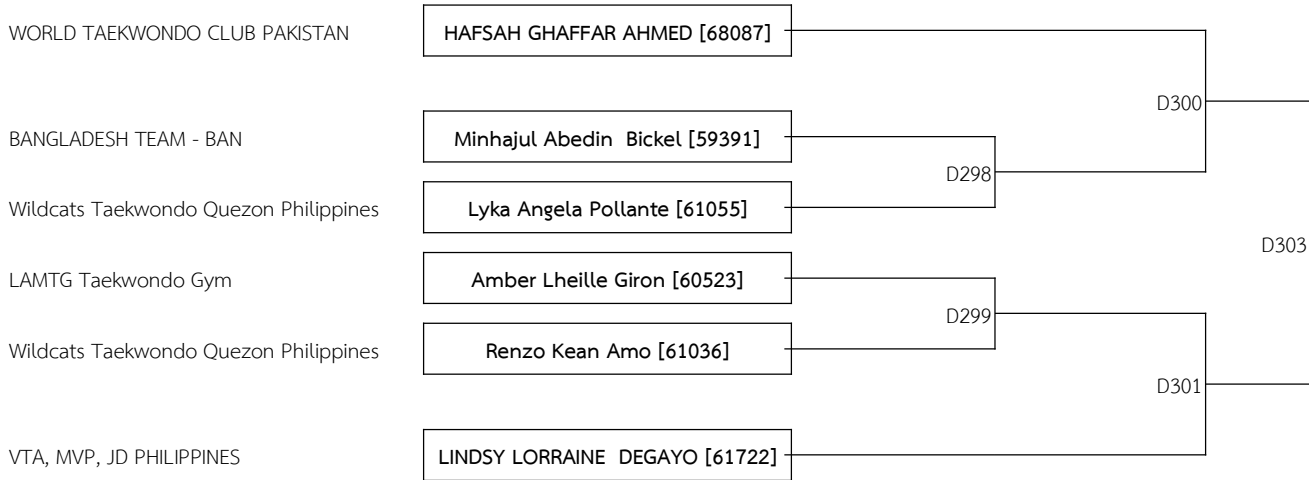 WORLD TAEKWONDO CLUB PAKISTAN HAFSAH GHAFFAR AHMED [68087]
D300
BANGLADESH TEAM - BAN Minhajul Abedin  Bickel [59391]
D298
Wildcats Taekwondo Quezon Philippines Lyka Angela Pollante [61055]
D303
LAMTG Taekwondo Gym Amber Lheille Giron [60523]
D299
Wildcats Taekwondo Quezon Philippines Renzo Kean Amo [61036]
D301
VTA, MVP, JD PHILIPPINES LINDSY LORRAINE  DEGAYO [61722]